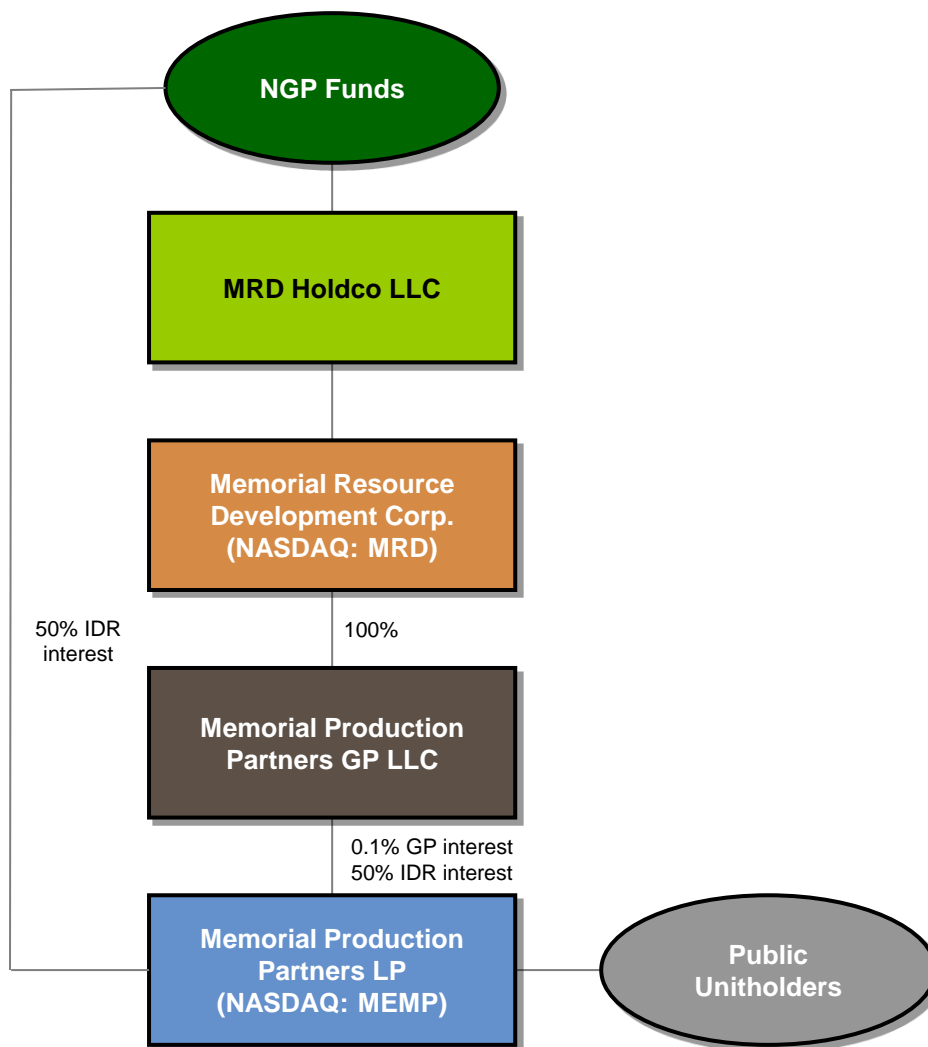 NGP Funds
MRD Holdco LLC
Memorial Resource
Development Corp.
(NASDAQ: MRD)
50% IDR
interest
100%
Memorial Production
Partners GP LLC
0.1% GP interest
50% IDR interest
Memorial Production
Partners LP
(NASDAQ: MEMP)
Public
Unitholders